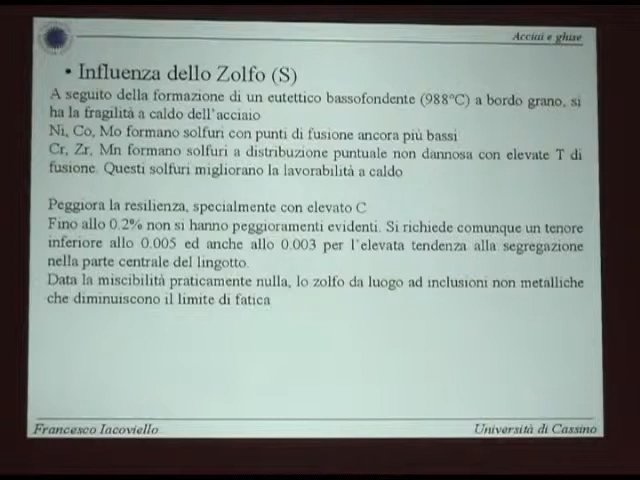 Acciai e ghise
• Influenza dello Zolfo (S)
A seguito della formazione di un eutettico bassofondente (988°C) a bordo grano, si
ha la fragilità a caldo dell'acciaio
Ni, Co, Mo formano solfuri con punti di fusione ancora più bassi
Cr, Zr, Mn formano solfuri a distribuzione puntuale non dannosa con elevate T di
fusione. Questi solfuri migliorano la lavorabilità a caldo
Peggiora la resilienza, specialmente con elevato C
Fino allo 0.2% non si hanno peggioramenti evidenti. Si richiede comunque un tenore
inferiore allo 0.005 ed anche allo 0.003 per l'elevata tendenza alla segregazione
nella parte centrale del lingotto.
Data la miscibilità praticamente nulla, lo zolfo da luogo ad inclusioni non metalliche
che diminuiscono il limite di fatica
Francesco Iacoviello
Università di Cassino